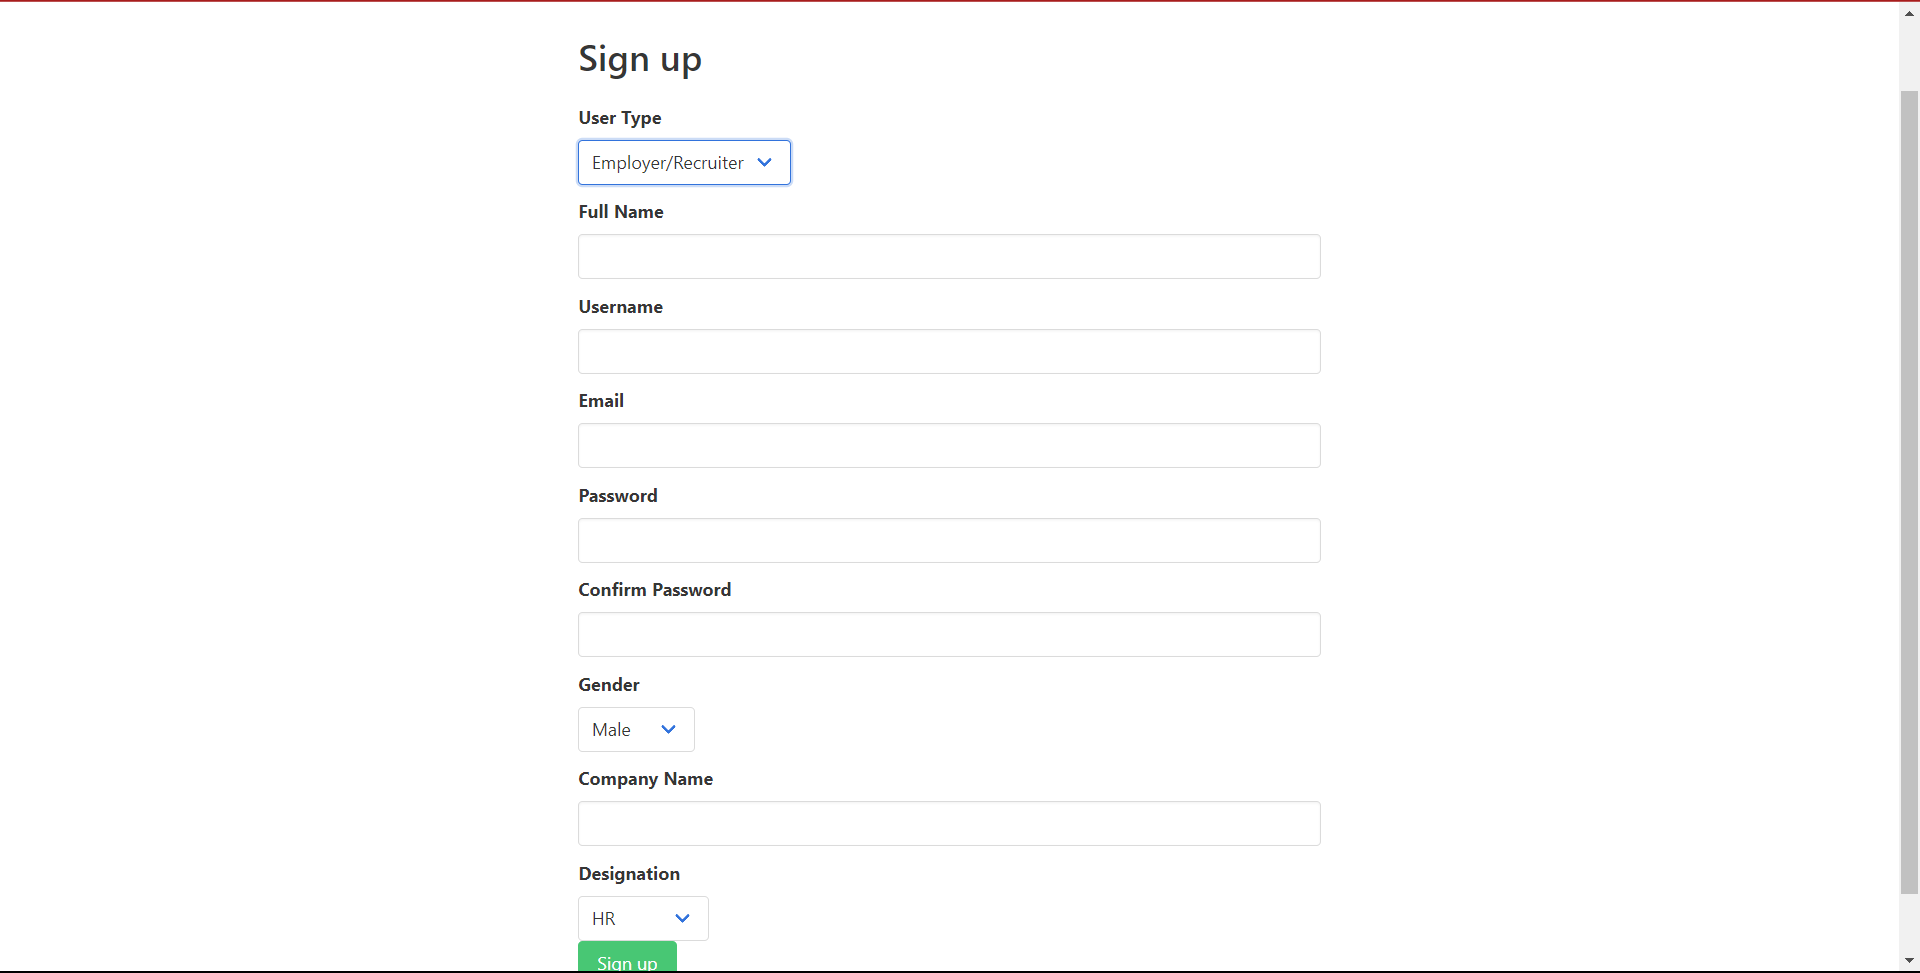 Sign up
User Type
Employer/Recruiter
Full Name
Username
Email
Password
Confirm Password
Gender
Male
Company Name
Designation
HR
Sign up